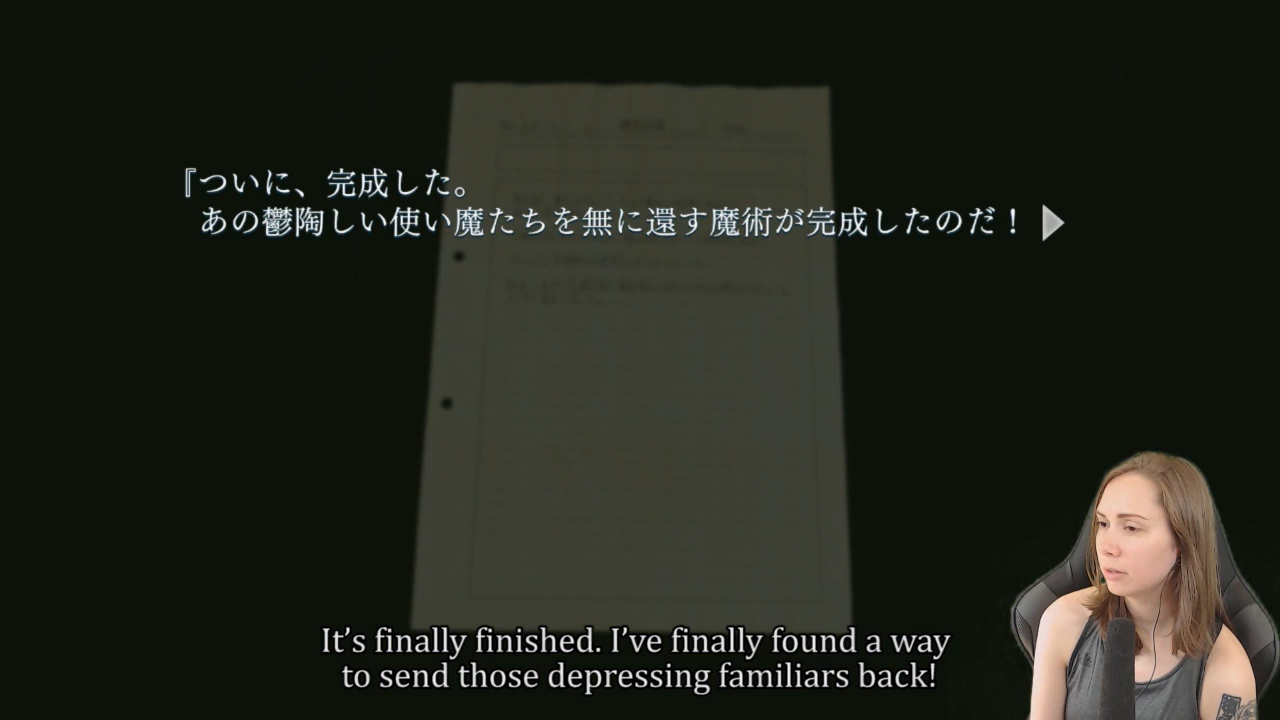 『ついに、完成した。
あの鬱陶しい使い魔たちを無に還す魔術が完成したのだ！
It’s finally finished. I’ve finally found a way
to send those depressing familiars back!